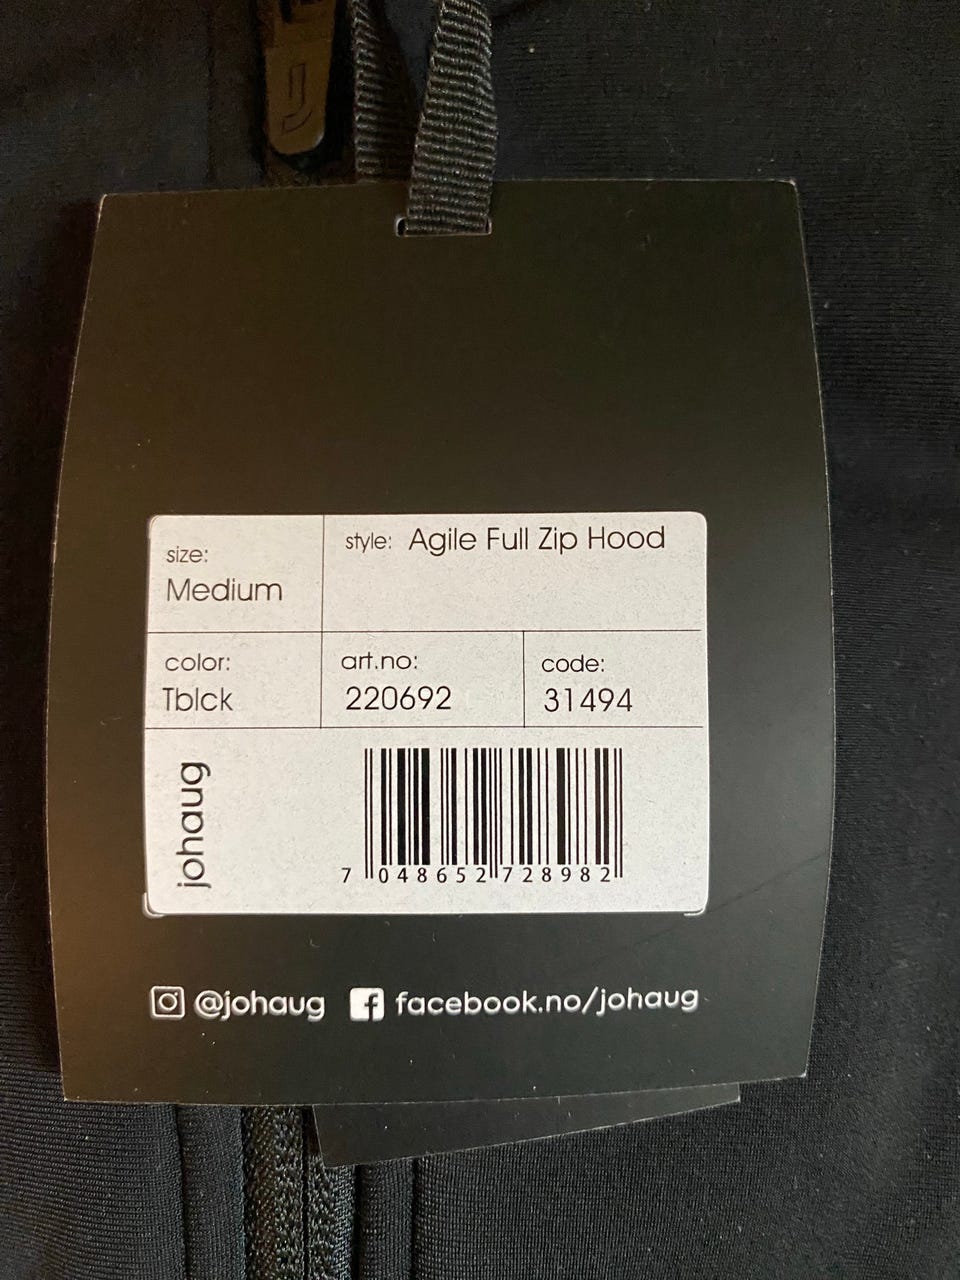 size:
Medium
style: Agile Full Zip Hood
color:
Tblck
art.no:
220692
code:
31494
johaug
7 048652 728982
@johaug
facebook.no/johaug